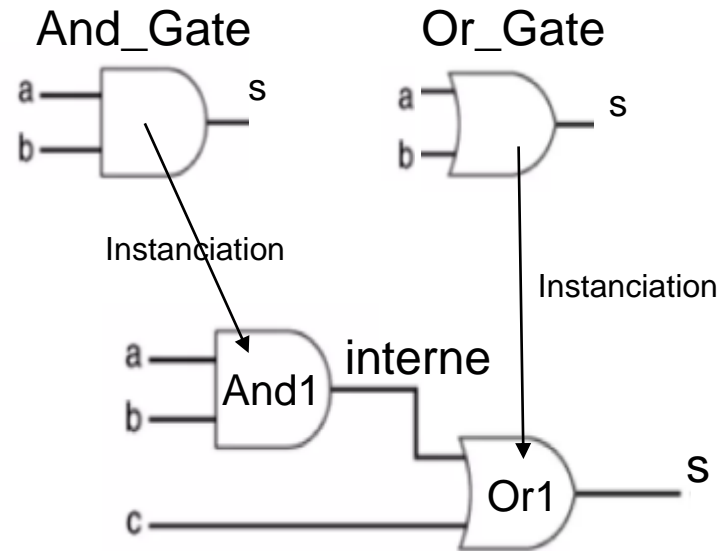 And_Gate
Or_Gate
a
s
b
a
s
b
Instanciation
Instanciation
a
interne
And1
b
s
Or1
c